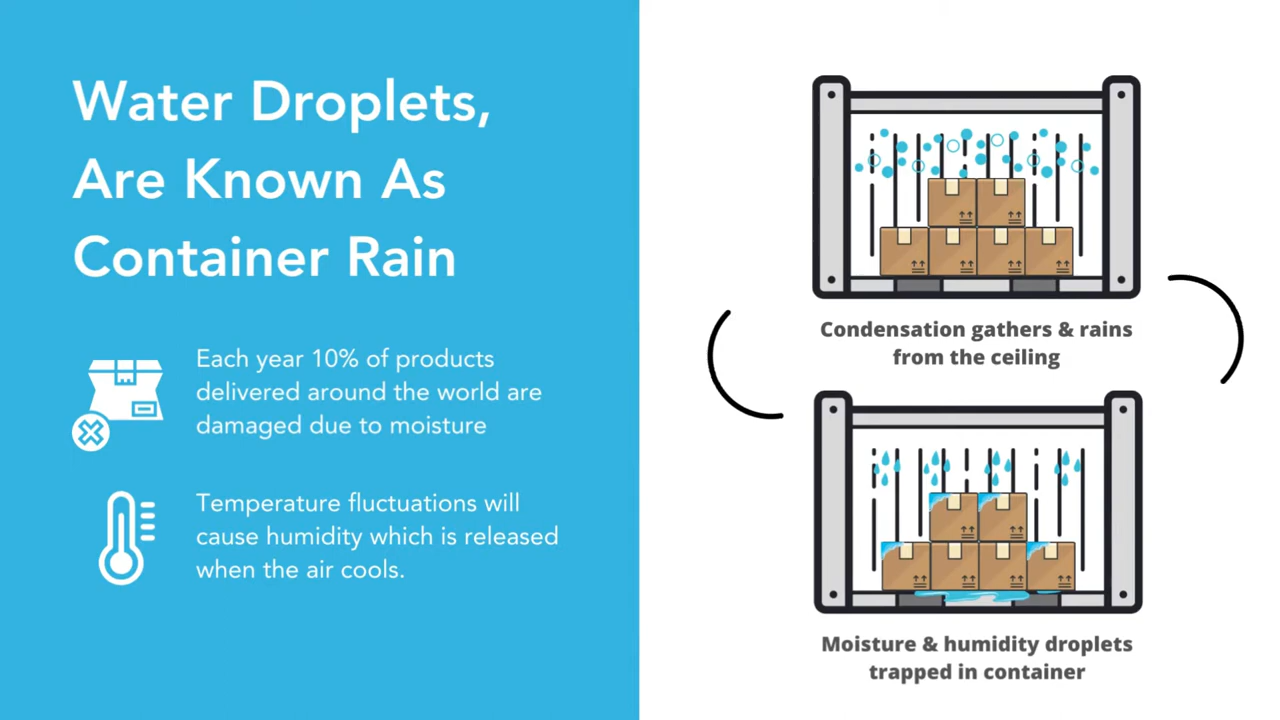 Water Droplets,
Are Known As
Container Rain
Each year 10% of products
delivered around the world are
damaged due to moisture
Temperature fluctuations will
cause humidity which is released
when the air cools.
Condensation gathers & rains
from the ceiling
Moisture & humidity droplets
trapped in container